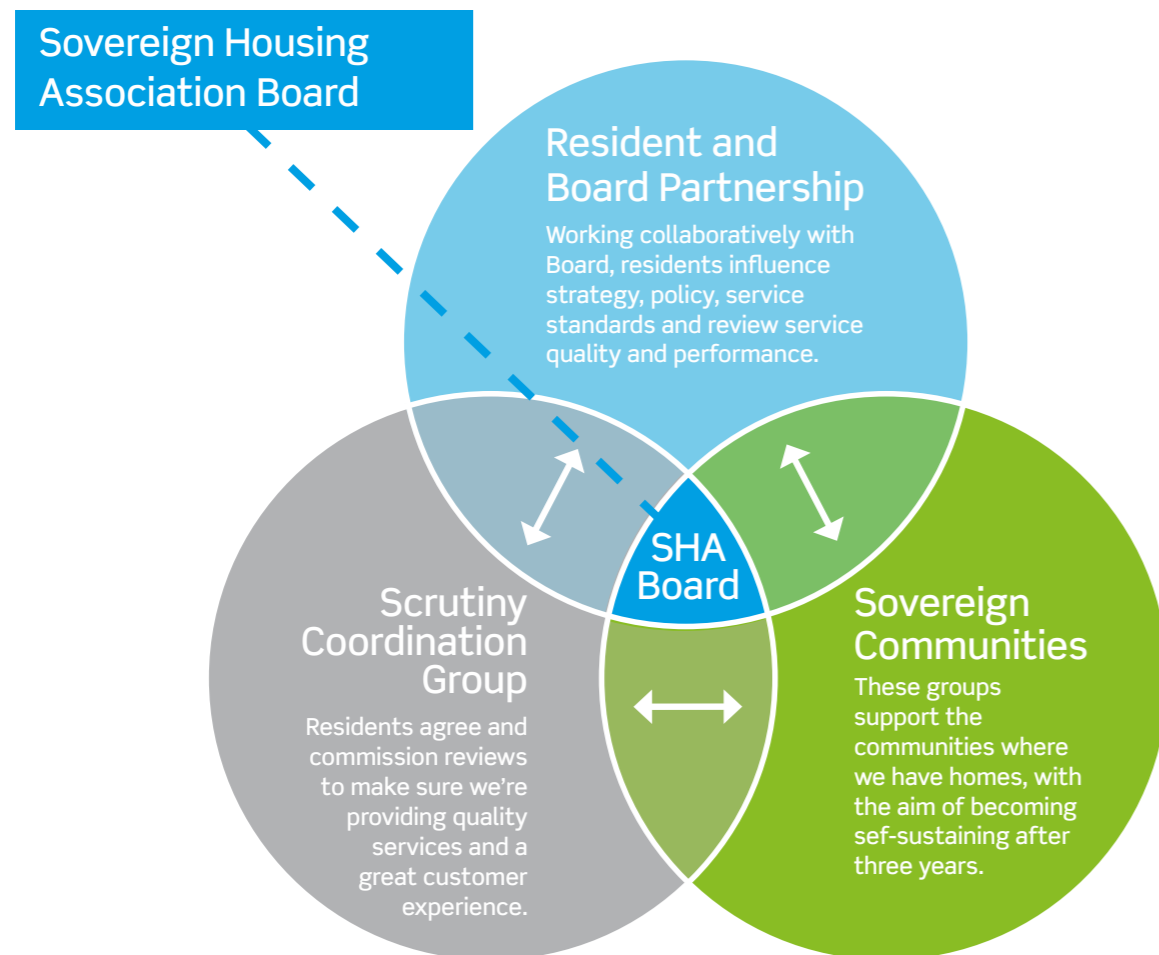 Sovereign Housing
Association Board
Resident and
Board Partnership
Working collaboratively with
Board, residents influence
strategy, policy, service
standards and review service
quality and performance.
SHA
Board
Scrutiny
Coordination
Group
Residents agree and
commission reviews
to make sure we’re
providing quality
services and a
great customer
experience.
Sovereign
Communities
These groups
support the
communities where
we have homes, with
the aim of becoming
sef-sustaining after
three years.